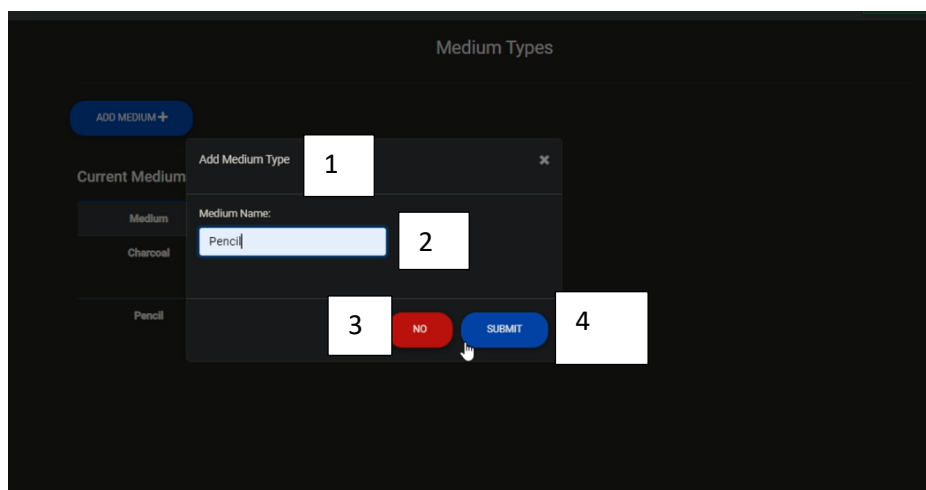 Medium Types
ADD MEDIUM +
Add Medium Type 1 ×
Current Medium
Medium Name:
Medium
Pencil 2
Charcoal
Pencil
3 NO SUBMIT 4